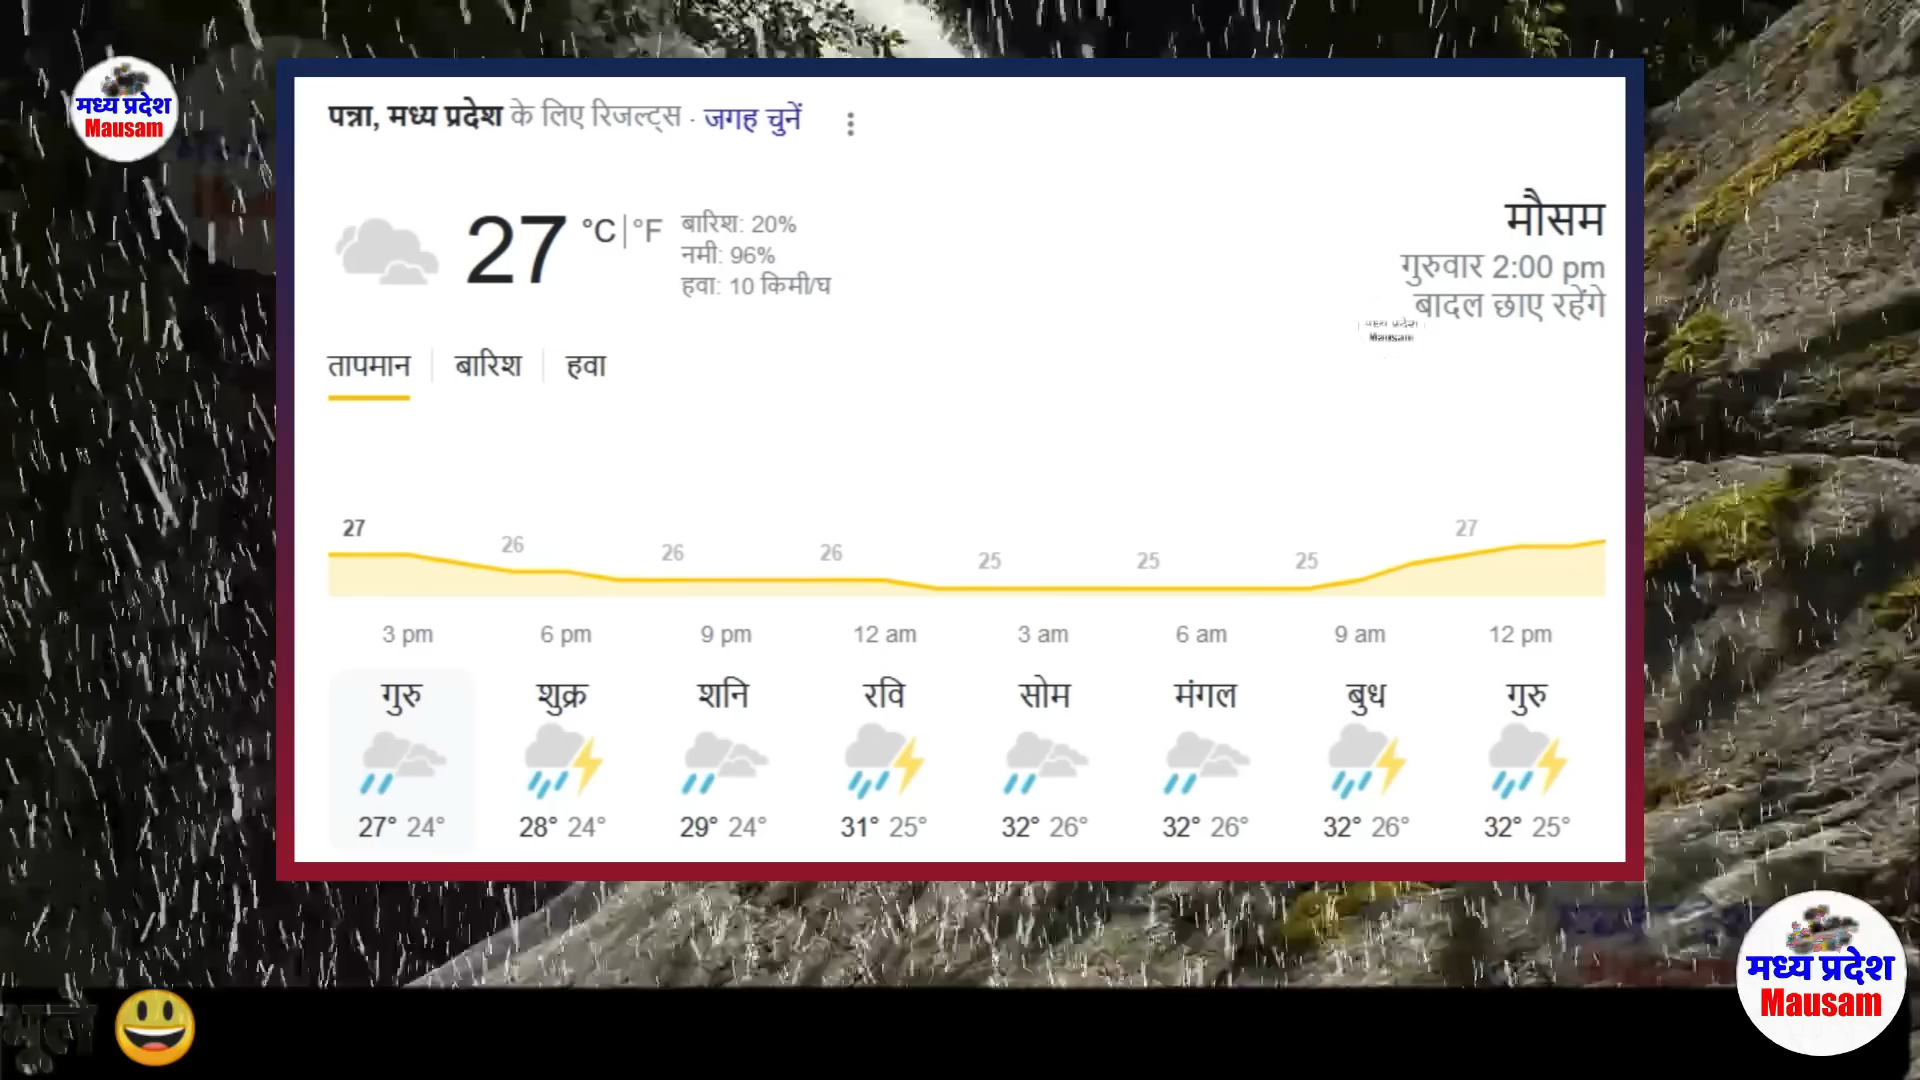 मध्य प्रदेश
Mausam
पन्ना, मध्य प्रदेश के लिए रिजल्ट्स · जगह चुनें
27 °C | °F
बारिश: 20%
नमी: 96%
हवा: 10 किमी/घ
मौसम
गुरुवार 2:00 pm
बादल छाए रहेंगे
मध्य प्रदेश
Mausam
तापमान | बारिश | हवा
27 26 26 26 25 25 25 27
3 pm 6 pm 9 pm 12 am 3 am 6 am 9 am 12 pm
गुरु शुक्र शनि रवि सोम मंगल बुध गुरु
27° 24° 28° 24° 29° 24° 31° 25° 32° 26° 32° 26° 32° 26° 32° 25°
मध्य प्रदेश
Mausam